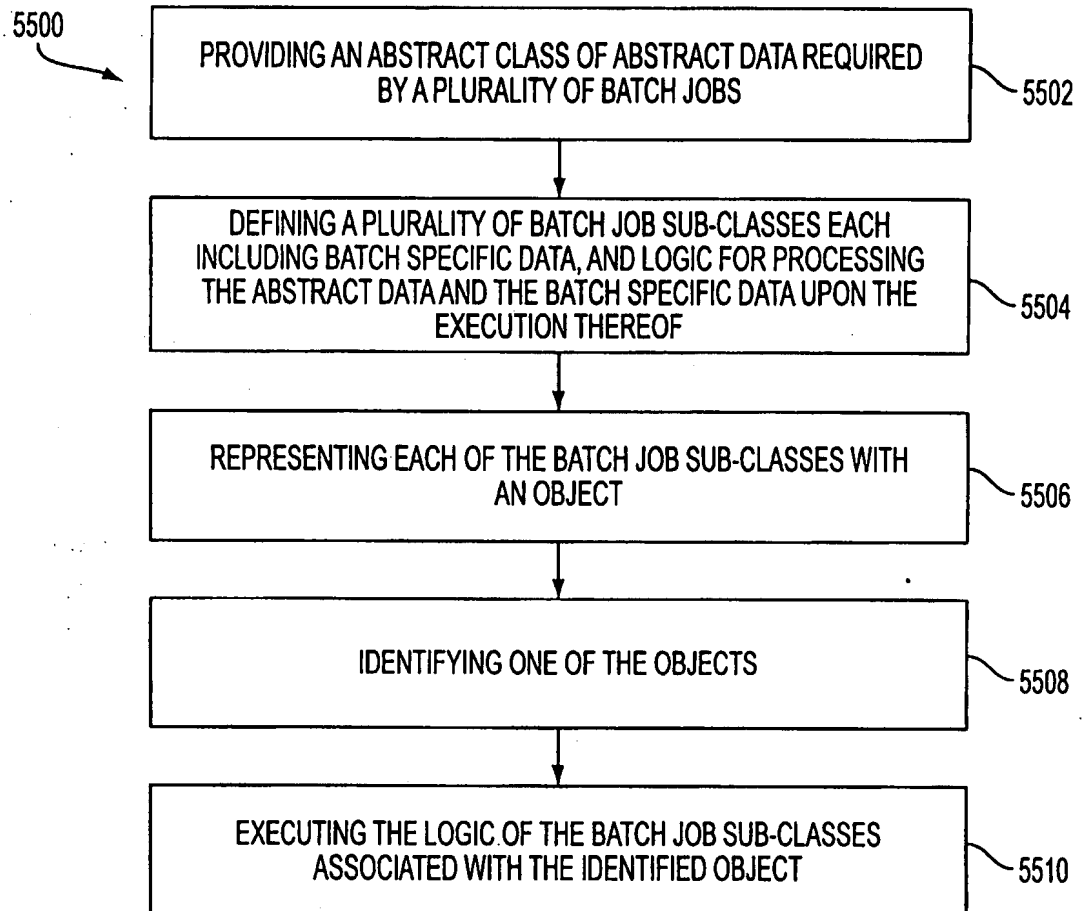 5500
PROVIDING AN ABSTRACT CLASS OF ABSTRACT DATA REQUIRED
BY A PLURALITY OF BATCH JOBS
5502
DEFINING A PLURALITY OF BATCH JOB SUB-CLASSES EACH
INCLUDING BATCH SPECIFIC DATA, AND LOGIC FOR PROCESSING
THE ABSTRACT DATA AND THE BATCH SPECIFIC DATA UPON THE
EXECUTION THEREOF
5504
REPRESENTING EACH OF THE BATCH JOB SUB-CLASSES WITH
AN OBJECT
5506
IDENTIFYING ONE OF THE OBJECTS
5508
EXECUTING THE LOGIC OF THE BATCH JOB SUB-CLASSES
ASSOCIATED WITH THE IDENTIFIED OBJECT
5510